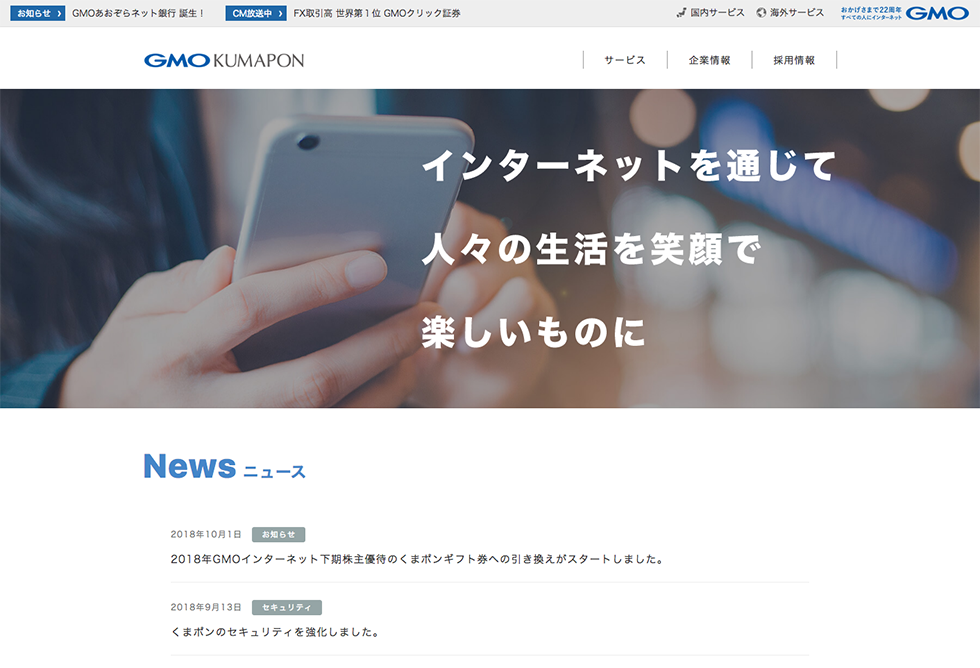 お知らせ
GMOあおぞらネット銀行 誕生！
CM放送中
FX取引高 世界第１位 GMOクリック証券
国内サービス
海外サービス
おかげさまで22周年
すべての人にインターネット
GMO
GMO KUMAPON
サービス
企業情報
採用情報
インターネットを通じて
人々の生活を笑顔で
楽しいものに
News ニュース
2018年10月1日 お知らせ
2018年GMOインターネット下期株主優待のくまポンギフト券への引き換えがスタートしました。
2018年9月13日 セキュリティ
くまポンのセキュリティを強化しました。